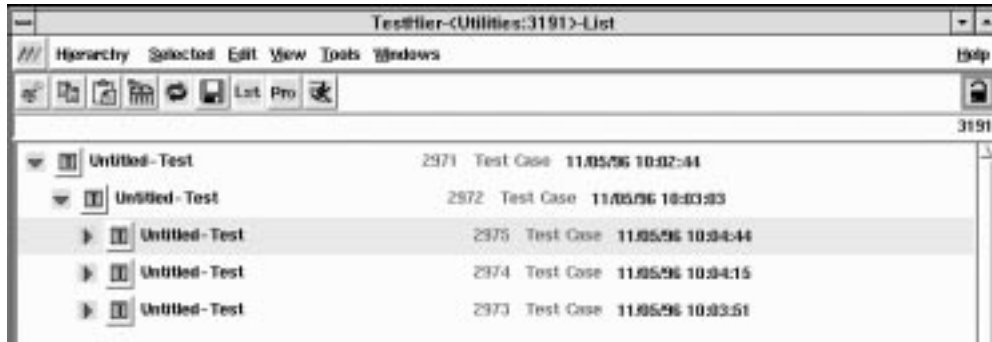 TestHier-<Utilities:3191>-List
Hierarchy Selected Edit View Tools Windows Help
Lst Pro
3191
Untitled-Test 2971 Test Case 11/05/96 10:02:44
Untitled-Test 2972 Test Case 11/05/96 10:03:03
Untitled-Test 2975 Test Case 11/05/96 10:04:44
Untitled-Test 2974 Test Case 11/05/96 10:04:15
Untitled-Test 2973 Test Case 11/05/96 10:03:51